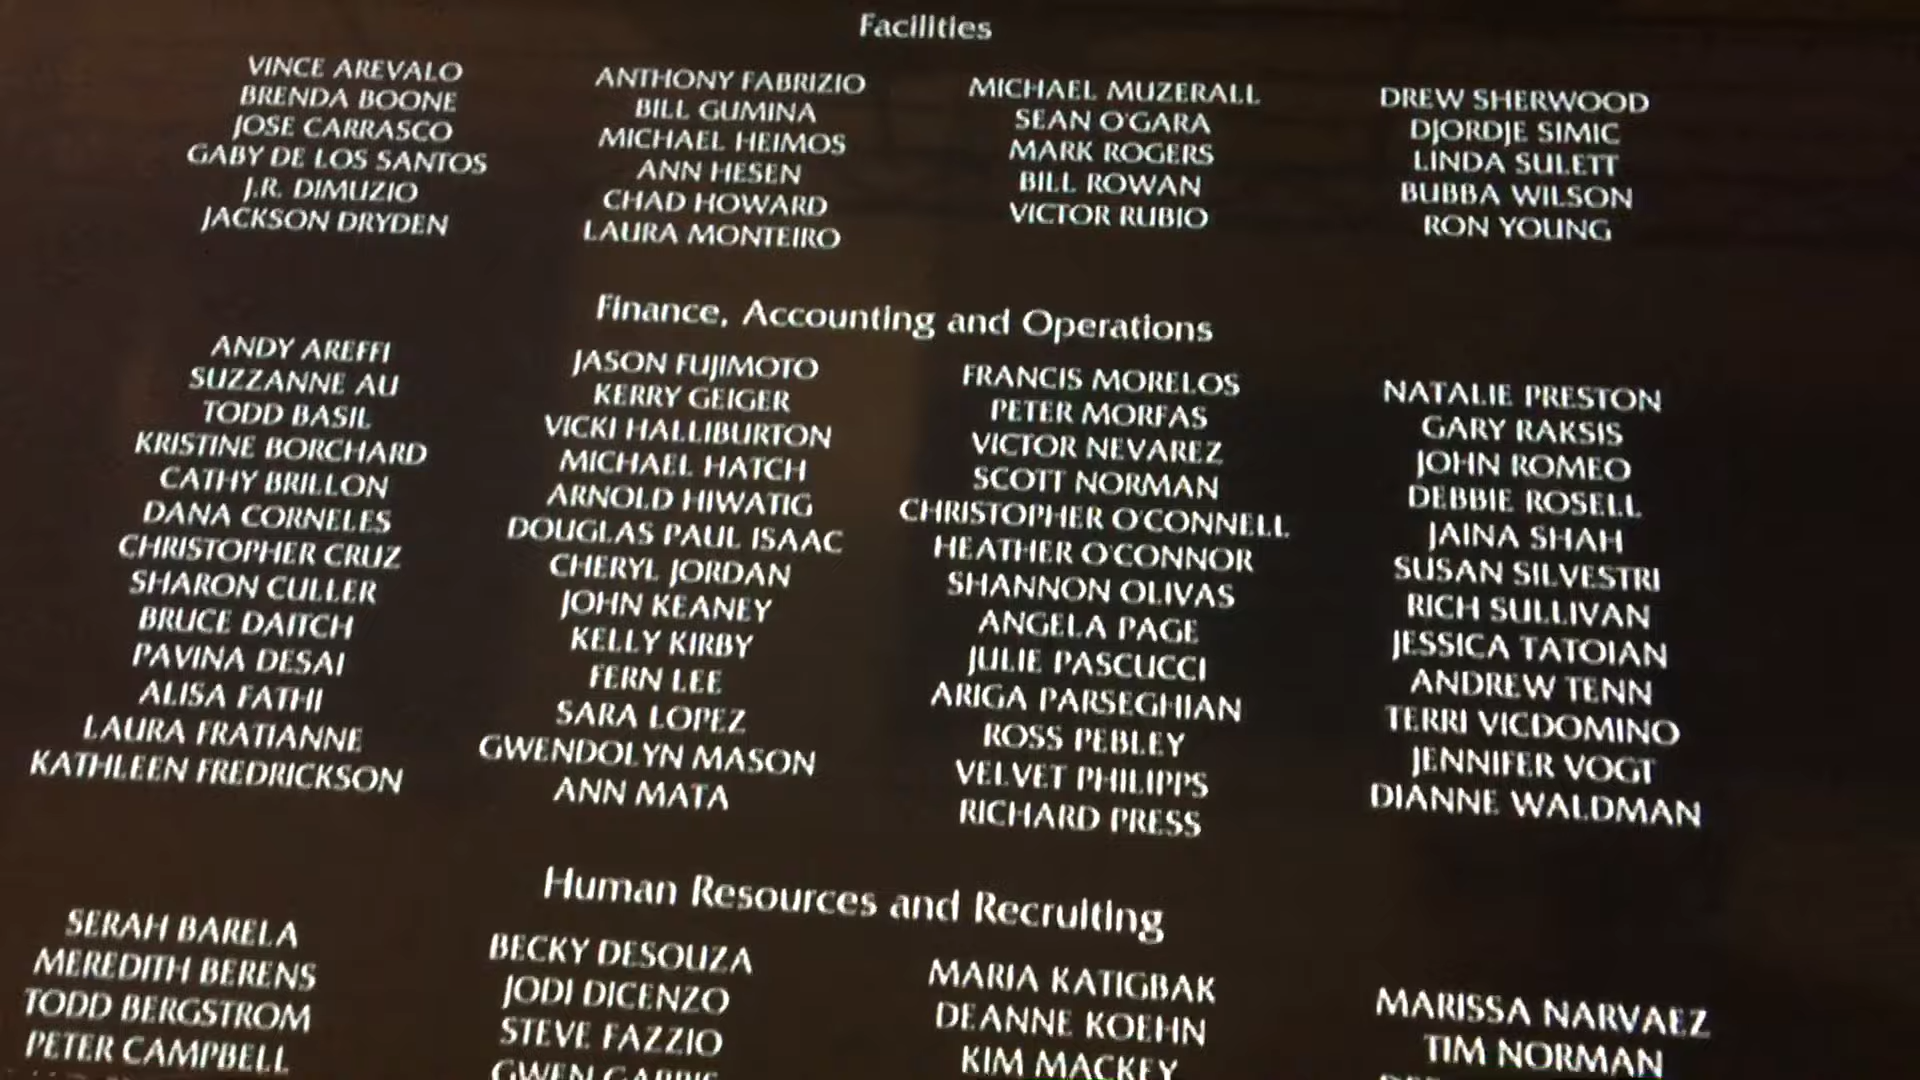 Facilities
VINCE AREVALO
BRENDA BOONE
JOSE CARRASCO
GABY DE LOS SANTOS
J.R. DIMUZIO
JACKSON DRYDEN
ANTHONY FABRIZIO
BILL GUMINA
MICHAEL HEIMOS
ANN HESEN
CHAD HOWARD
LAURA MONTEIRO
MICHAEL MUZERALL
SEAN O'GARA
MARK ROGERS
BILL ROWAN
VICTOR RUBIO
DREW SHERWOOD
DJORDJE SIMIC
LINDA SULETT
BUBBA WILSON
RON YOUNG
Finance, Accounting and Operations
ANDY AREFFI
SUZZANNE AU
TODD BASIL
KRISTINE BORCHARD
CATHY BRILLON
DANA CORNELES
CHRISTOPHER CRUZ
SHARON CULLER
BRUCE DAITCH
PAVINA DESAI
ALISA FATHI
LAURA FRATIANNE
KATHLEEN FREDRICKSON
JASON FUJIMOTO
KERRY GEIGER
VICKI HALLIBURTON
MICHAEL HATCH
ARNOLD HIWATIG
DOUGLAS PAUL ISAAC
CHERYL JORDAN
JOHN KEANEY
KELLY KIRBY
FERN LEE
SARA LOPEZ
GWENDOLYN MASON
ANN MATA
FRANCIS MORELOS
PETER MORFAS
VICTOR NEVAREZ
SCOTT NORMAN
CHRISTOPHER O'CONNELL
HEATHER O'CONNOR
SHANNON OLIVAS
ANGELA PAGE
JULIE PASCUCCI
ARIGA PARSEGHIAN
ROSS PEBLEY
VELVET PHILIPPS
RICHARD PRESS
NATALIE PRESTON
GARY RAKSIS
JOHN ROMEO
DEBBIE ROSELL
JAINA SHAH
SUSAN SILVESTRI
RICH SULLIVAN
JESSICA TATOIAN
ANDREW TENN
TERRI VICDOMINO
JENNIFER VOGT
DIANNE WALDMAN
Human Resources and Recruiting
SERAH BARELA
MEREDITH BERENS
TODD BERGSTROM
PETER CAMPBELL
BECKY DESOUZA
JODI DICENZO
STEVE FAZZIO
GWEN
MARIA KATIGBAK
DEANNE KOEHN
KIM MACKEY
MARISSA NARVAEZ
TIM NORMAN